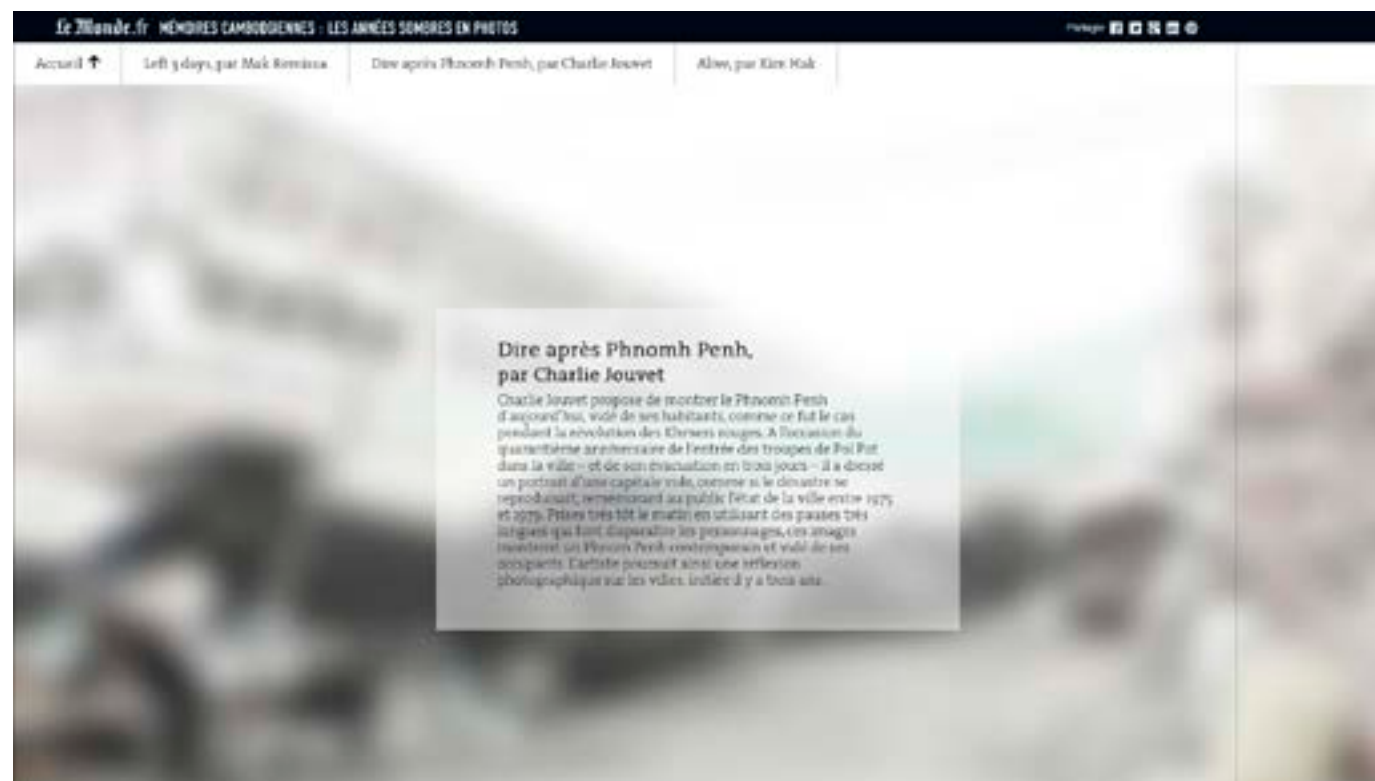 Le Monde.fr MÉMOIRES CAMBODGIENNES : LES ANNÉES SOMBRES EN PHOTOS
Partager
Accueil ↑
Left 3 days, par Mak Remissa
Dire après Phnomh Penh, par Charlie Jouvet
Alive, par Kim Hak
Dire après Phnomh Penh,
par Charlie Jouvet
Charlie Jouvet propose de montrer le Phnomh Penh
d'aujourd'hui, vidé de ses habitants, comme ce fut le cas
pendant la révolution des Khmers rouges. A l'occasion du
quarantième anniversaire de l'entrée des troupes de Pol Pot
dans la ville – et de son évacuation en trois jours – il a dressé
un portrait d'une capitale vide, comme si le désastre se
reproduisait, remémorant au public l'état de la ville entre 1975
et 1979. Prises très tôt le matin en utilisant des pauses très
longues qui font disparaître les personnages, ces images
montrent un Phnom Penh contemporain et vidé de ses
occupants. L'artiste poursuit ainsi une réflexion
photographique sur les villes, initiée il y a trois ans.